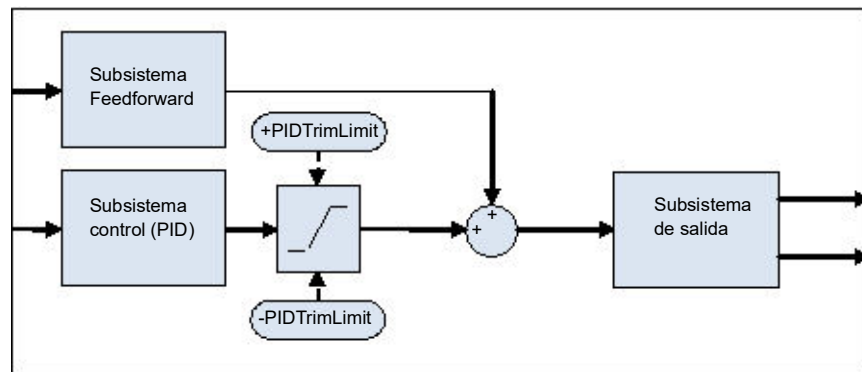 Subsistema
Feedforward
+PIDTrimLimit
Subsistema
control (PID)
+
+
Subsistema
de salida
-PIDTrimLimit